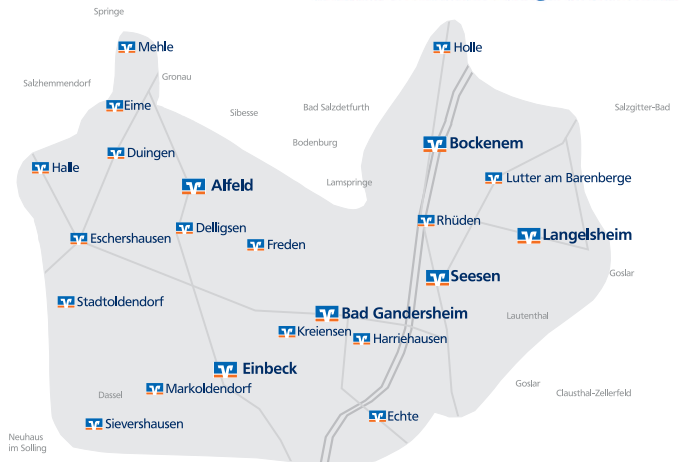 Springe
Mehle
Holle
Gronau
Salzhemmendorf
Eime
Sibesse
Bad Salzdetfurth
Salzgitter-Bad
Bodenburg
Bockenem
Duingen
Halle
Lamspringe
Lutter am Barenberge
Alfeld
Rhüden
Delligsen
Langelsheim
Eschershausen
Freden
Goslar
Seesen
Stadtoldendorf
Bad Gandersheim
Lautenthal
Kreiensen
Harriehausen
Einbeck
Markoldendorf
Dassel
Goslar
Clausthal-Zellerfeld
Echte
Sievershausen
Neuhaus
im Solling